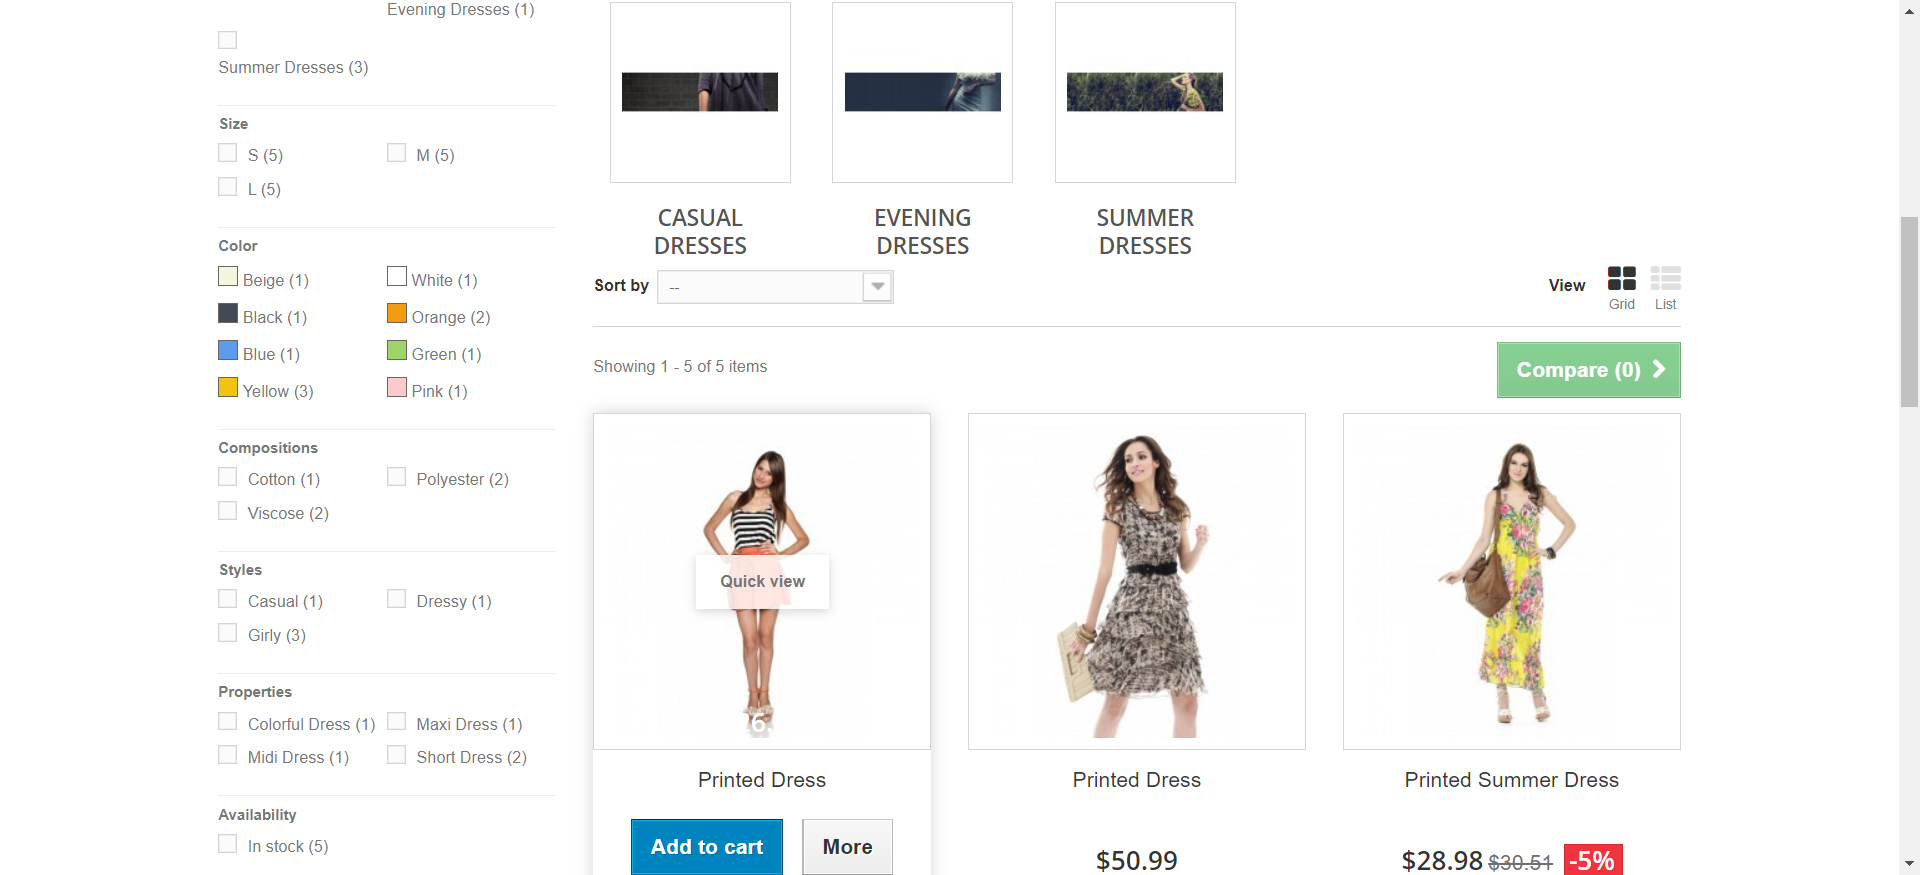 Evening Dresses (1)
Summer Dresses (3)
Size
S (5)
M (5)
L (5)
Color
Beige (1)
White (1)
Black (1)
Orange (2)
Blue (1)
Green (1)
Yellow (3)
Pink (1)
Compositions
Cotton (1)
Polyester (2)
Viscose (2)
Styles
Casual (1)
Dressy (1)
Girly (3)
Properties
Colorful Dress (1)
Maxi Dress (1)
Midi Dress (1)
Short Dress (2)
Availability
In stock (5)
CASUAL
DRESSES
EVENING
DRESSES
SUMMER
DRESSES
Sort by
--
View
Grid
List
Showing 1 - 5 of 5 items
Compare (0)
Quick view
Printed Dress
Add to cart
More
Printed Dress
$50.99
Printed Summer Dress
$28.98 $30.51 -5%